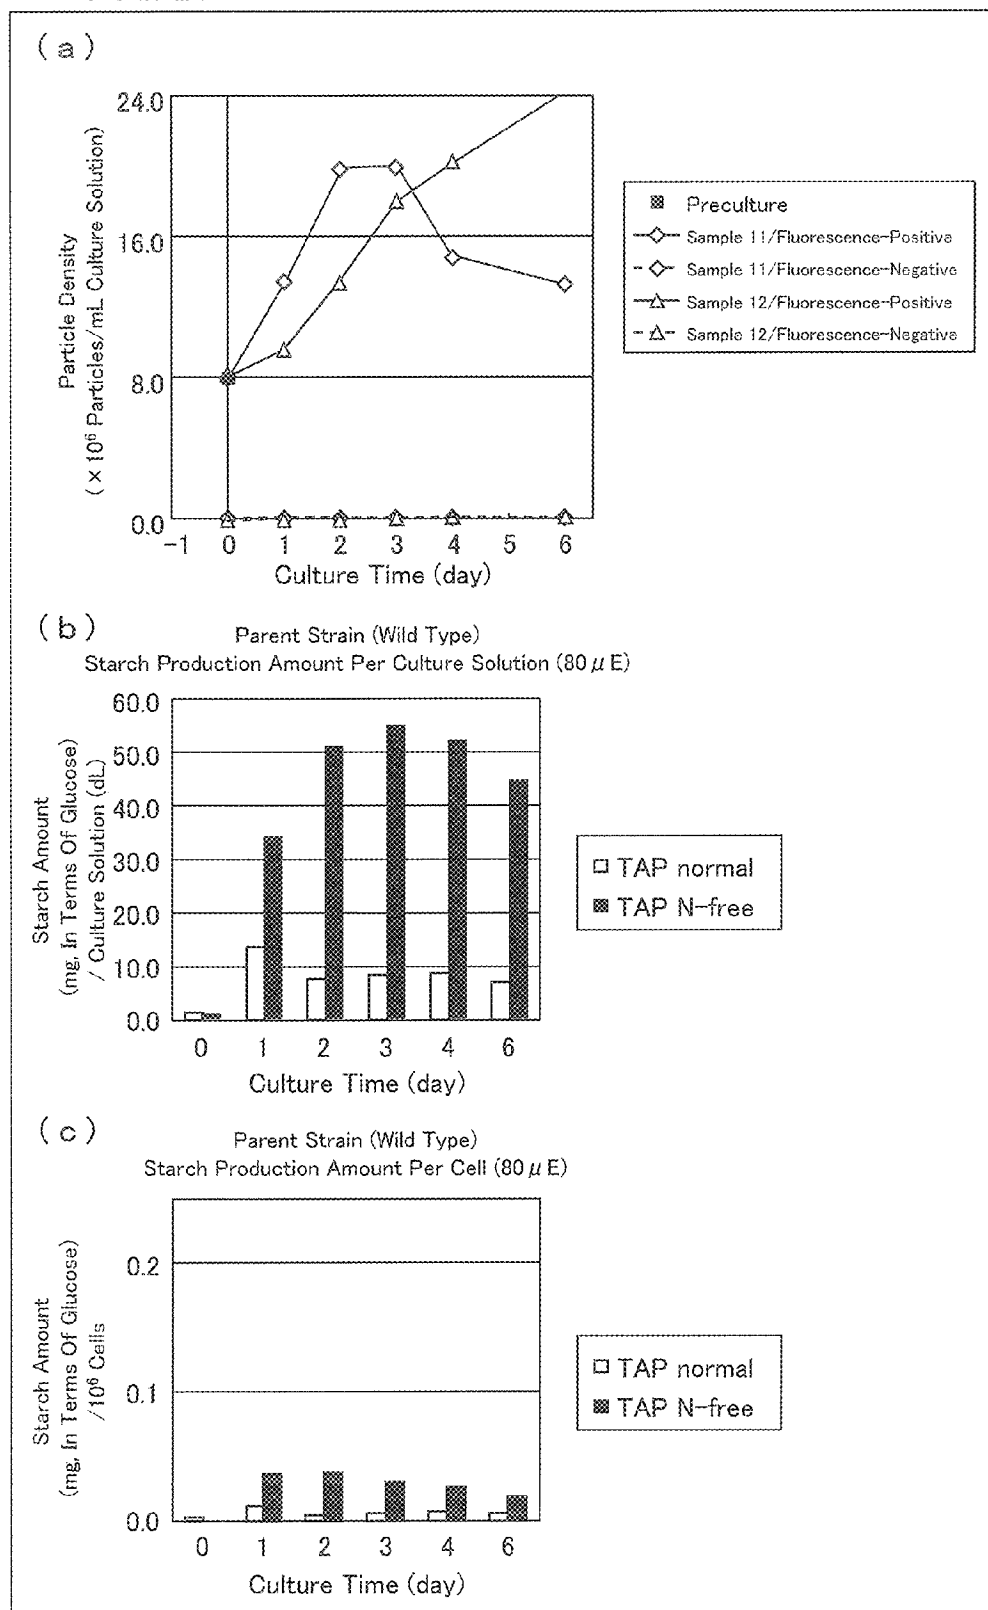 (a)
24.0
16.0
8.0
0.0
Particle Density
(×10⁶ Particles/mL Culture Solution)
-1 0 1 2 3 4 5 6
Culture Time (day)
Preculture
Sample 11/Fluorescence-Positive
Sample 11/Fluorescence-Negative
Sample 12/Fluorescence-Positive
Sample 12/Fluorescence-Negative
(b)
Parent Strain (Wild Type)
Starch Production Amount Per Culture Solution (80 μ E)
60.0
50.0
40.0
30.0
20.0
10.0
0.0
Starch Amount
(mg, In Terms Of Glucose)
/ Culture Solution (dL)
0 1 2 3 4 6
Culture Time (day)
TAP normal
TAP N-free
(c)
Parent Strain (Wild Type)
Starch Production Amount Per Cell (80 μ E)
0.2
0.1
0.0
Starch Amount
(mg, In Terms Of Glucose)
/10⁶ Cells
0 1 2 3 4 6
Culture Time (day)
TAP normal
TAP N-free